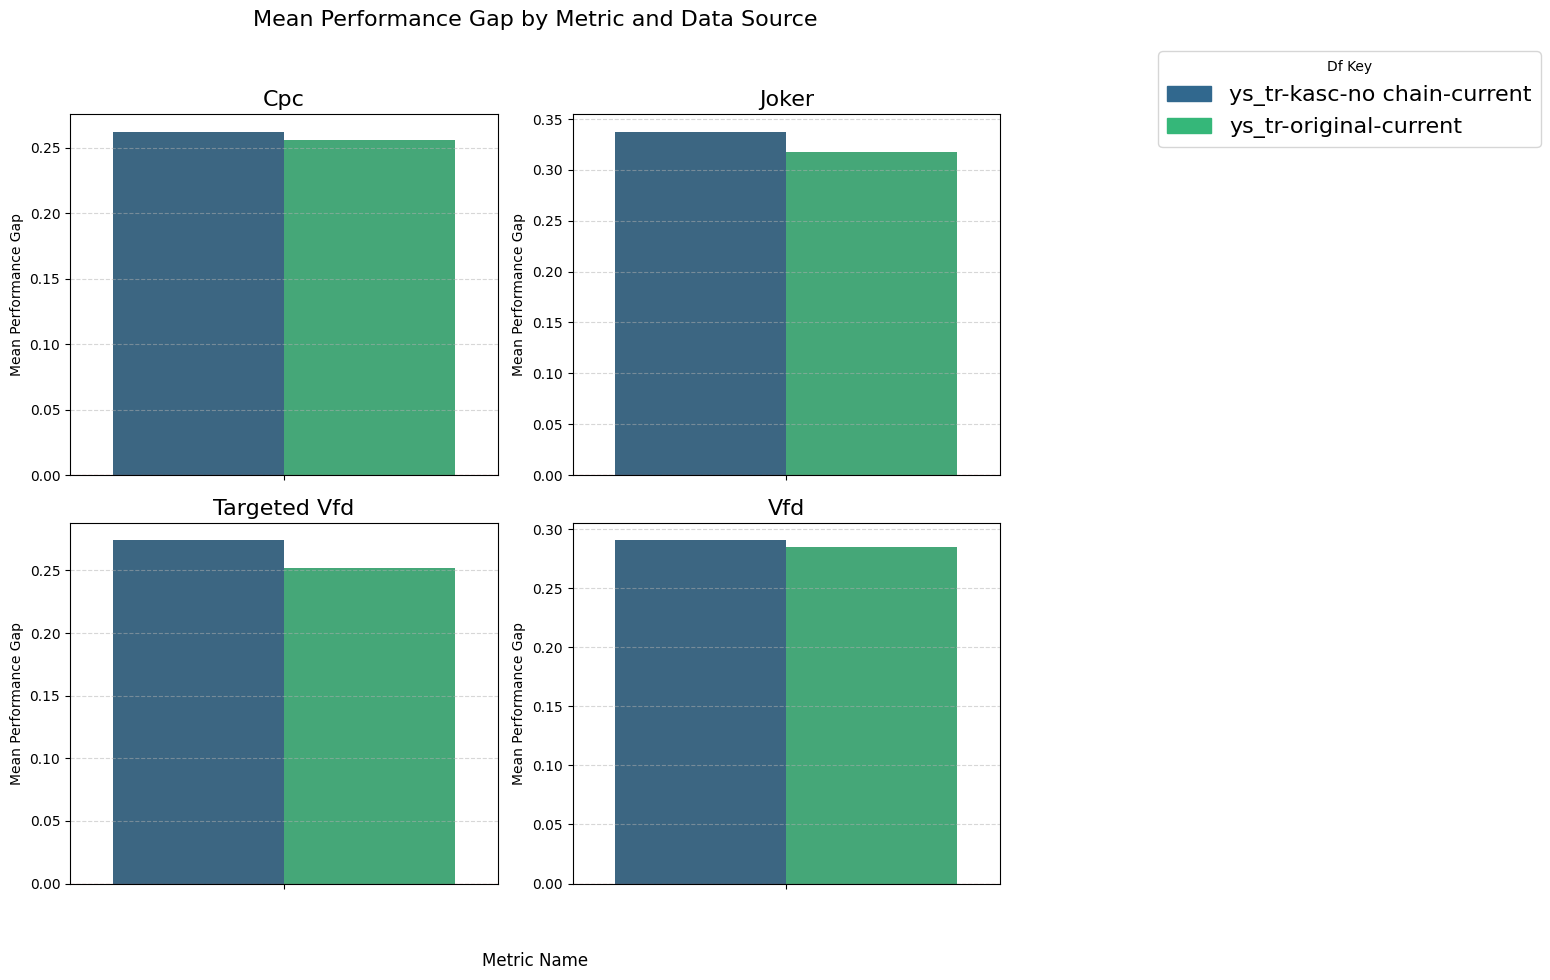 Mean Performance Gap by Metric and Data Source
Df Key
ys_tr-kasc-no chain-current
ys_tr-original-current
Cpc
Mean Performance Gap
0.25
0.20
0.15
0.10
0.05
0.00
Joker
Mean Performance Gap
0.35
0.30
0.25
0.20
0.15
0.10
0.05
0.00
Targeted Vfd
Mean Performance Gap
0.25
0.20
0.15
0.10
0.05
0.00
Vfd
Mean Performance Gap
0.30
0.25
0.20
0.15
0.10
0.05
0.00
Metric Name